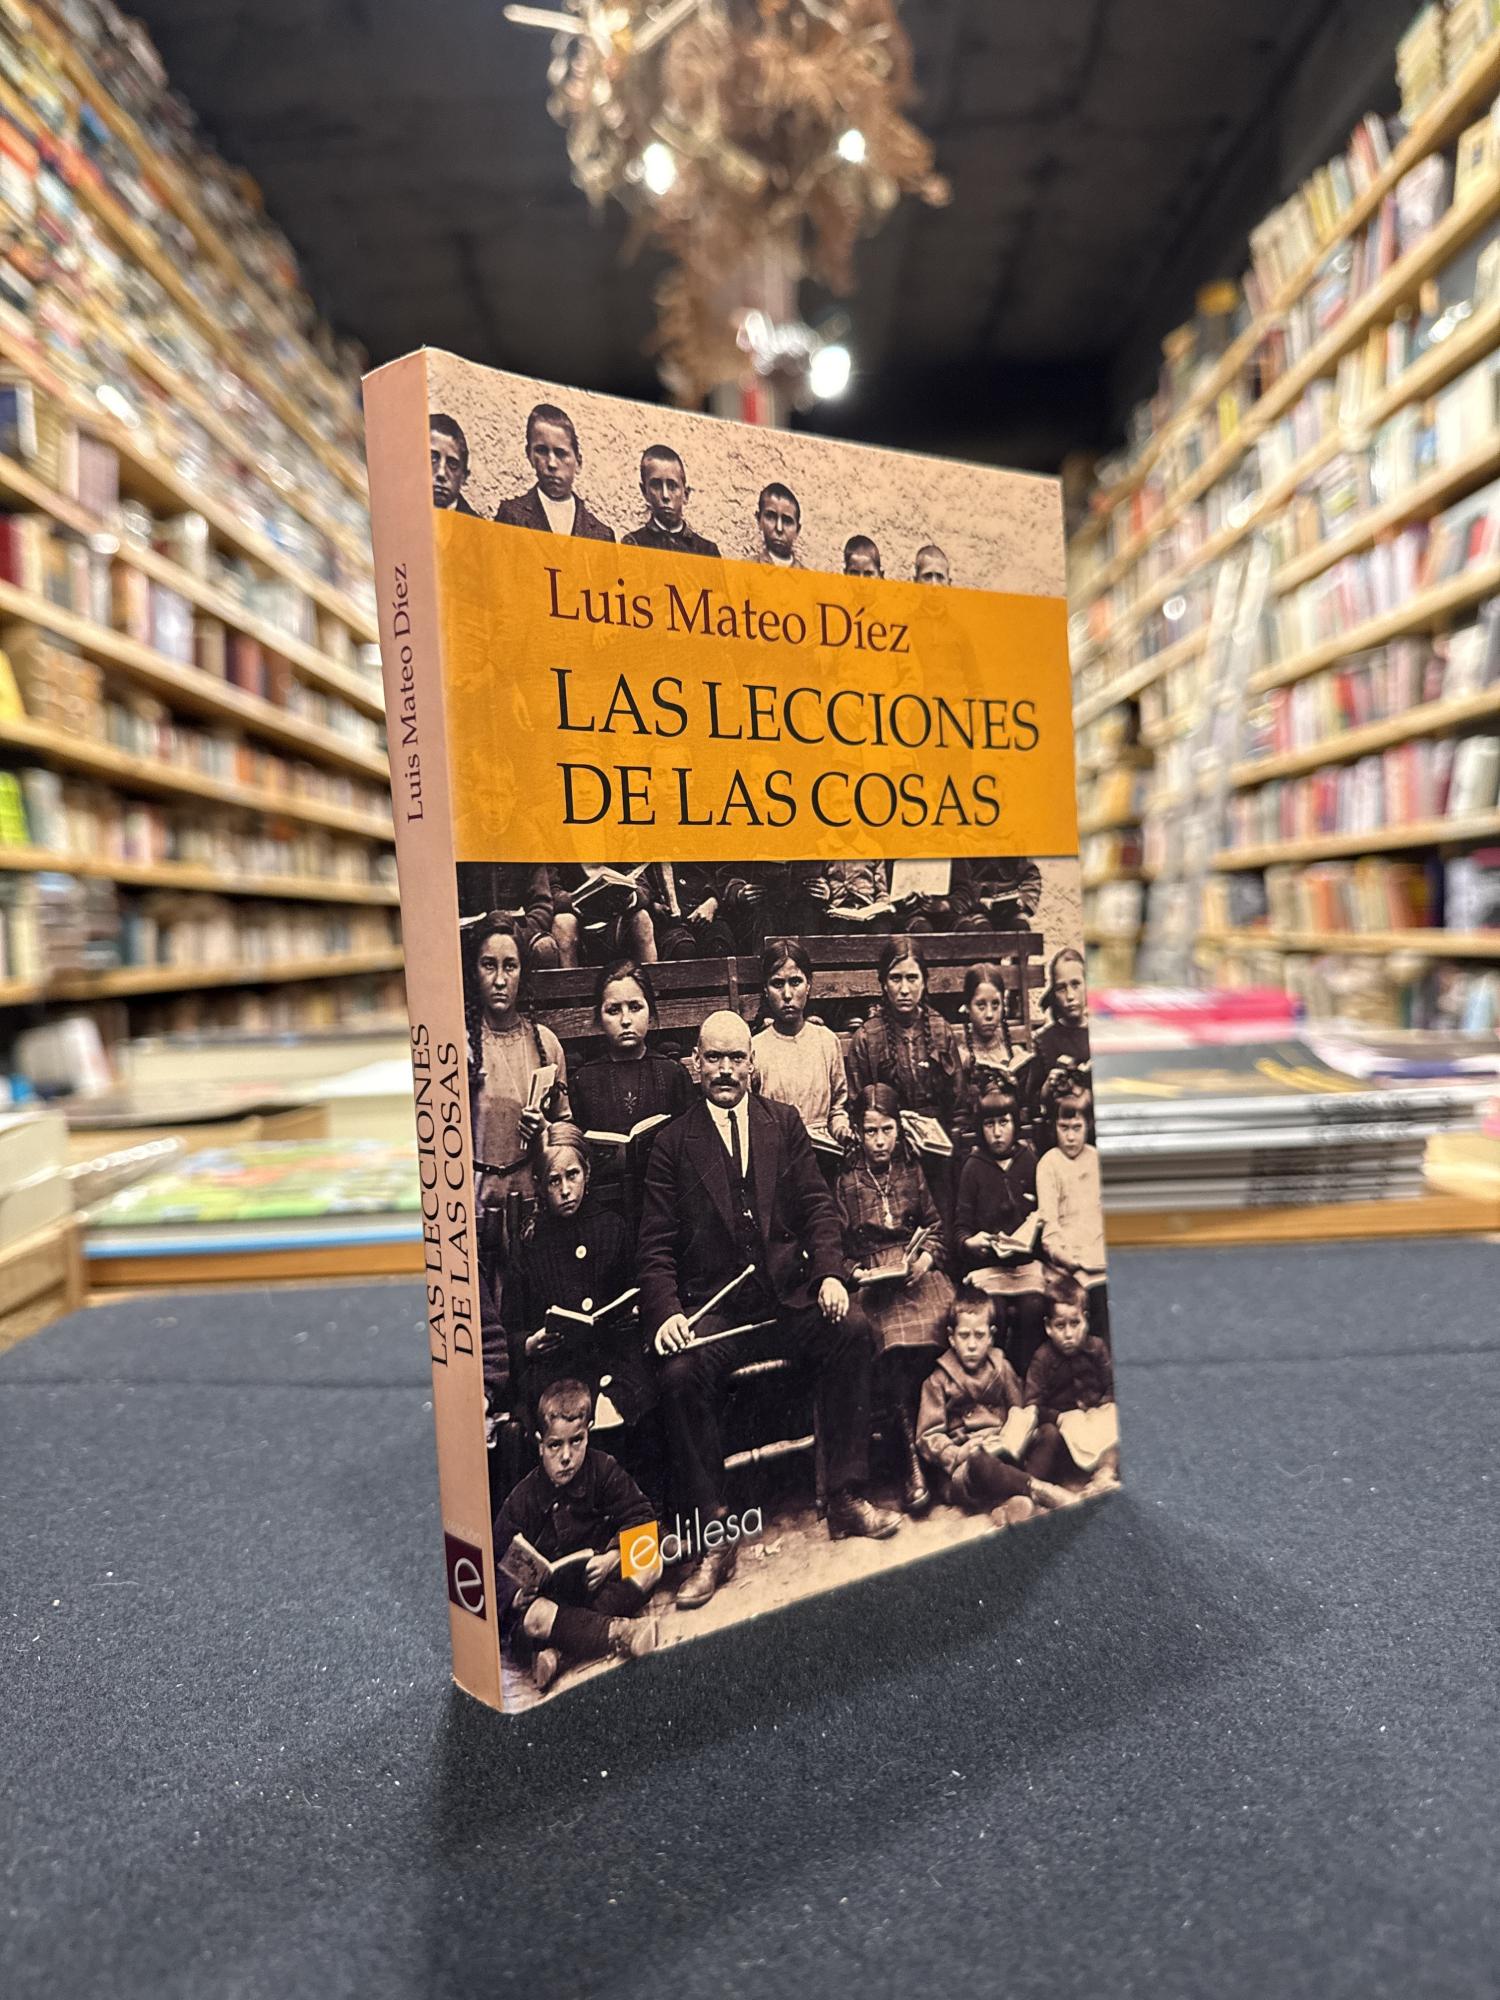 Luis Mateo Díez
LAS LECCIONES
DE LAS COSAS
edilesa
Luis Mateo Díez
LAS LECCIONES
DE LAS COSAS
e